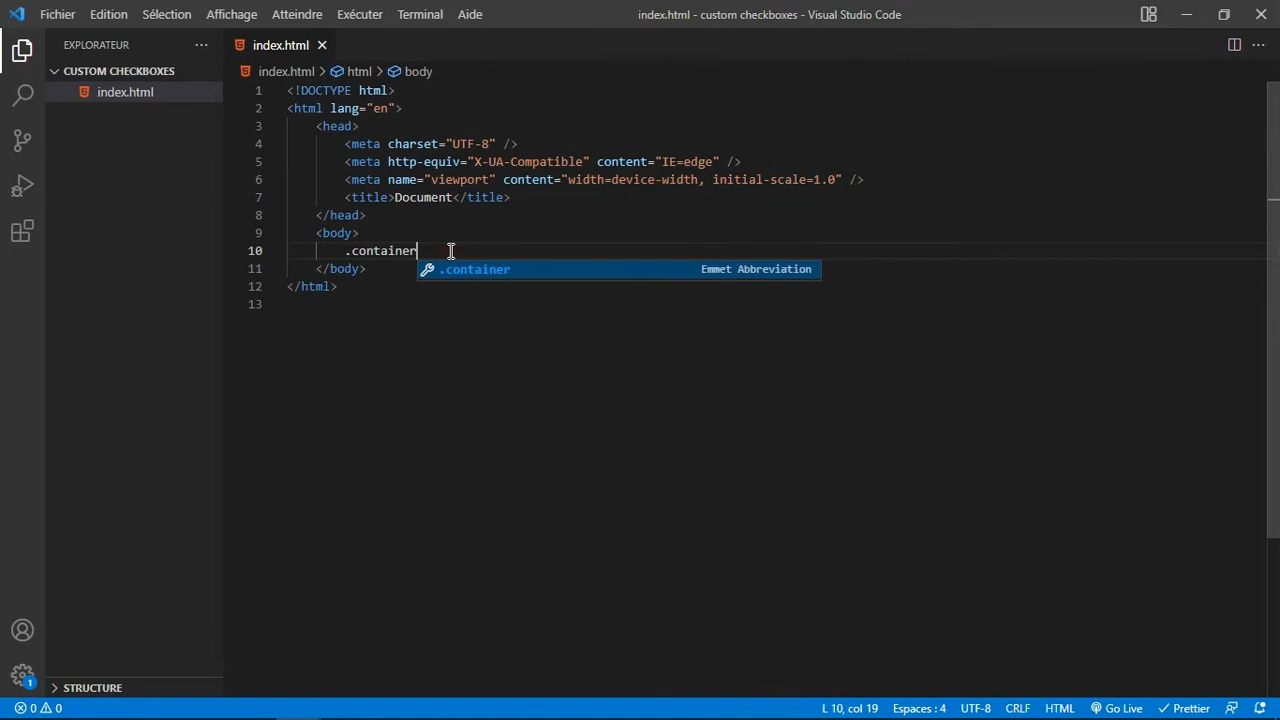 Fichier Edition Sélection Affichage Atteindre Exécuter Terminal Aide
index.html - custom checkboxes - Visual Studio Code
EXPLORATEUR
index.html
CUSTOM CHECKBOXES
index.html
index.html > html > body
1 <!DOCTYPE html>
2 <html lang="en">
3 <head>
4 <meta charset="UTF-8" />
5 <meta http-equiv="X-UA-Compatible" content="IE=edge" />
6 <meta name="viewport" content="width=device-width, initial-scale=1.0" />
7 <title>Document</title>
8 </head>
9 <body>
10 .container
.container Emmet Abbreviation
11 </body>
12 </html>
13
1
STRUCTURE
0 0
L 10, col 19 Espaces : 4 UTF-8 CRLF HTML Go Live Prettier